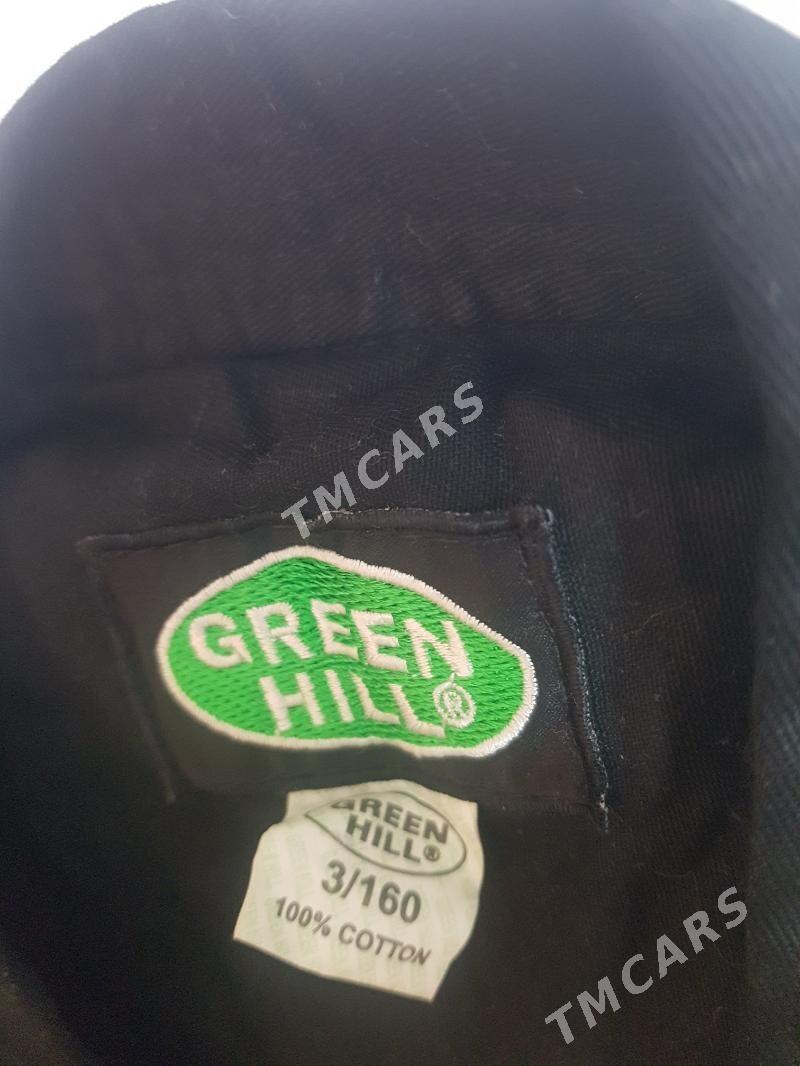 TMCARS
GREEN
HILL®
GREEN
HILL®
3/160
100% COTTON
TMCARS